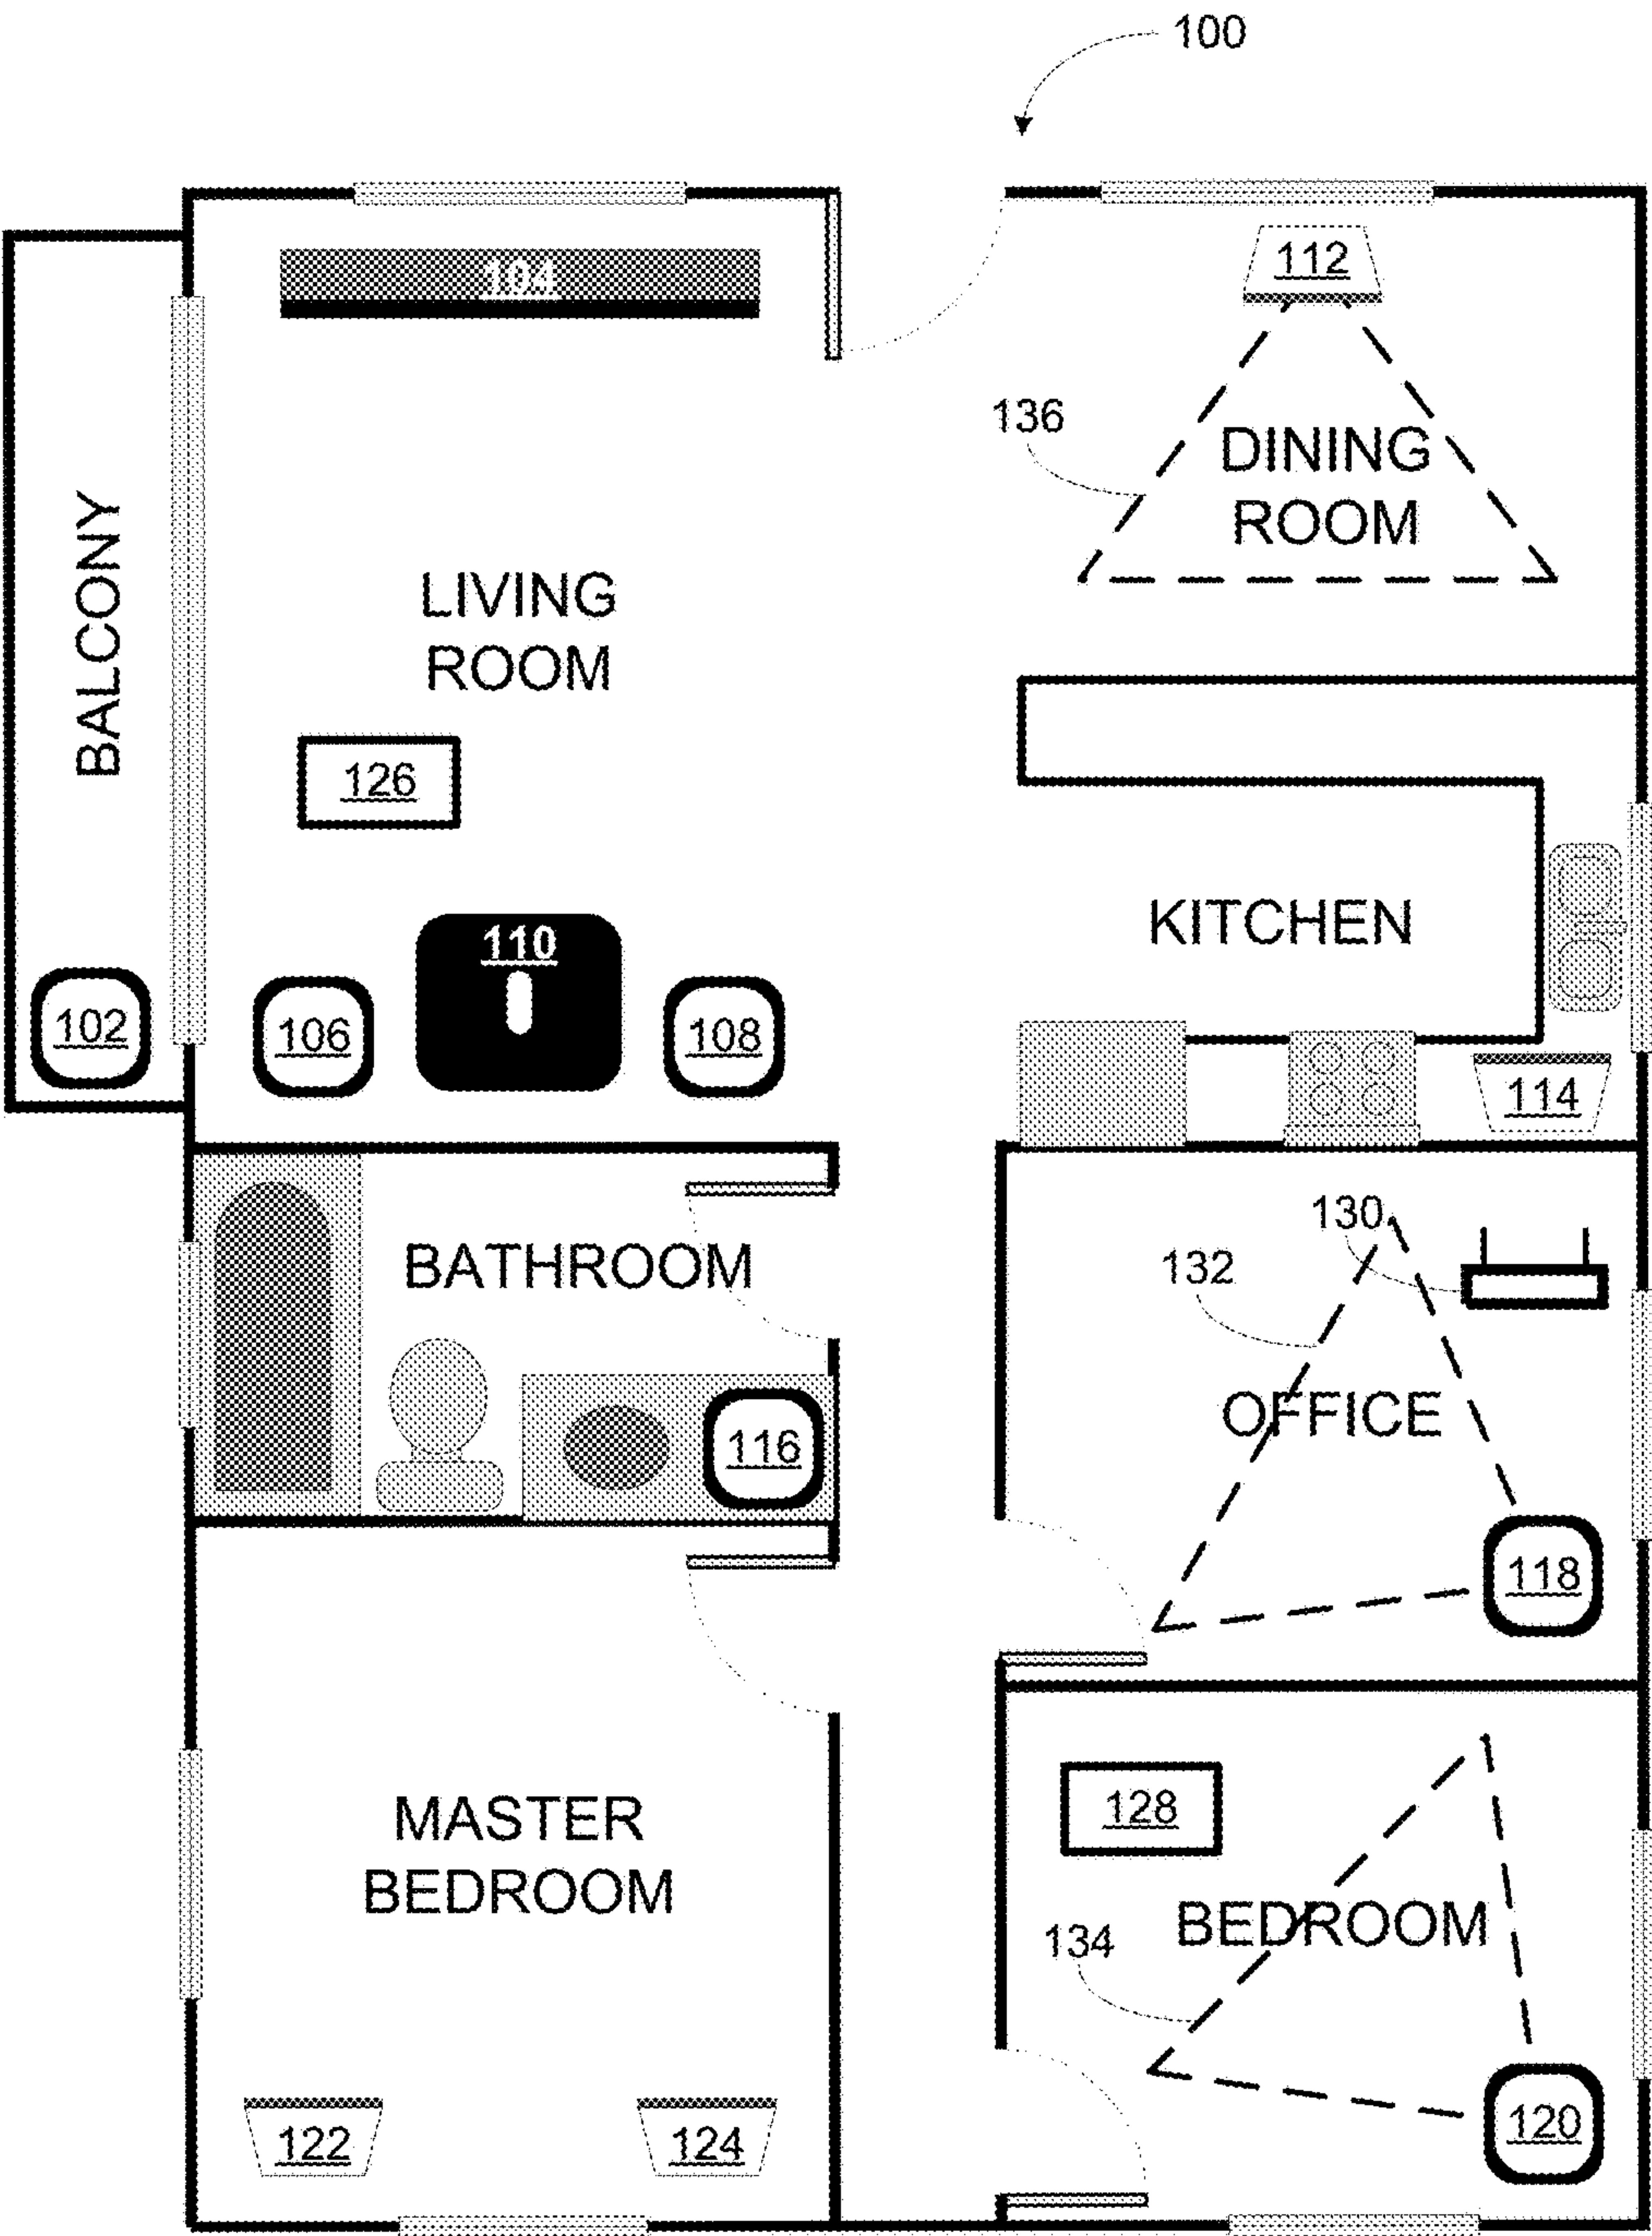 100
104
112
136
DINING
ROOM
BALCONY
LIVING
ROOM
126
KITCHEN
110
102
106
108
114
130
132
BATHROOM
OFFICE
116
118
128
MASTER
BEDROOM
BEDROOM
134
122
124
120